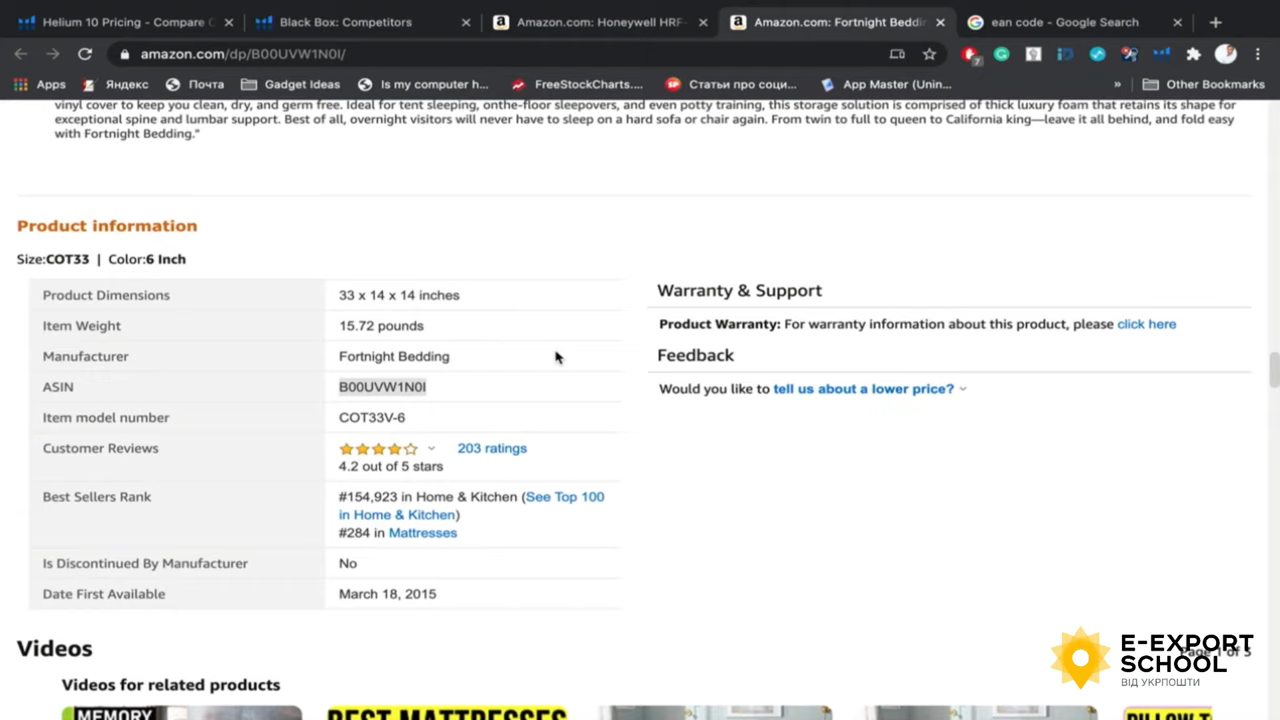 Helium 10 Pricing - Compare
Black Box: Competitors
Amazon.com: Honeywell HRF-
Amazon.com: Fortnight Beddi
ean code - Google Search
amazon.com/dp/B00UVW1N0I/
7
Apps
Яндекс
Почта
Gadget Ideas
Is my computer h...
FreeStockCharts....
Статьи про соци...
App Master (Unin...
»
Other Bookmarks
vinyl cover to keep you clean, dry, and germ free. Ideal for tent sleeping, onthe-floor sleepovers, and even potty training, this storage solution is comprised of thick luxury foam that retains its shape for
exceptional spine and lumbar support. Best of all, overnight visitors will never have to sleep on a hard sofa or chair again. From twin to full to queen to California king—leave it all behind, and fold easy
with Fortnight Bedding."
Product information
Size:COT33 | Color:6 Inch
Product Dimensions 33 x 14 x 14 inches
Item Weight 15.72 pounds
Manufacturer Fortnight Bedding
ASIN B00UVW1N0I
Item model number COT33V-6
Customer Reviews 203 ratings
4.2 out of 5 stars
Best Sellers Rank #154,923 in Home & Kitchen (See Top 100
in Home & Kitchen)
#284 in Mattresses
Is Discontinued By Manufacturer No
Date First Available March 18, 2015
Warranty & Support
Product Warranty: For warranty information about this product, please click here
Feedback
Would you like to tell us about a lower price?
Videos
Page 1 of 5
Videos for related products
MEMORY
BEST MATTRESSES
E-EXPORT
SCHOOL
ВІД УКРПОШТИ